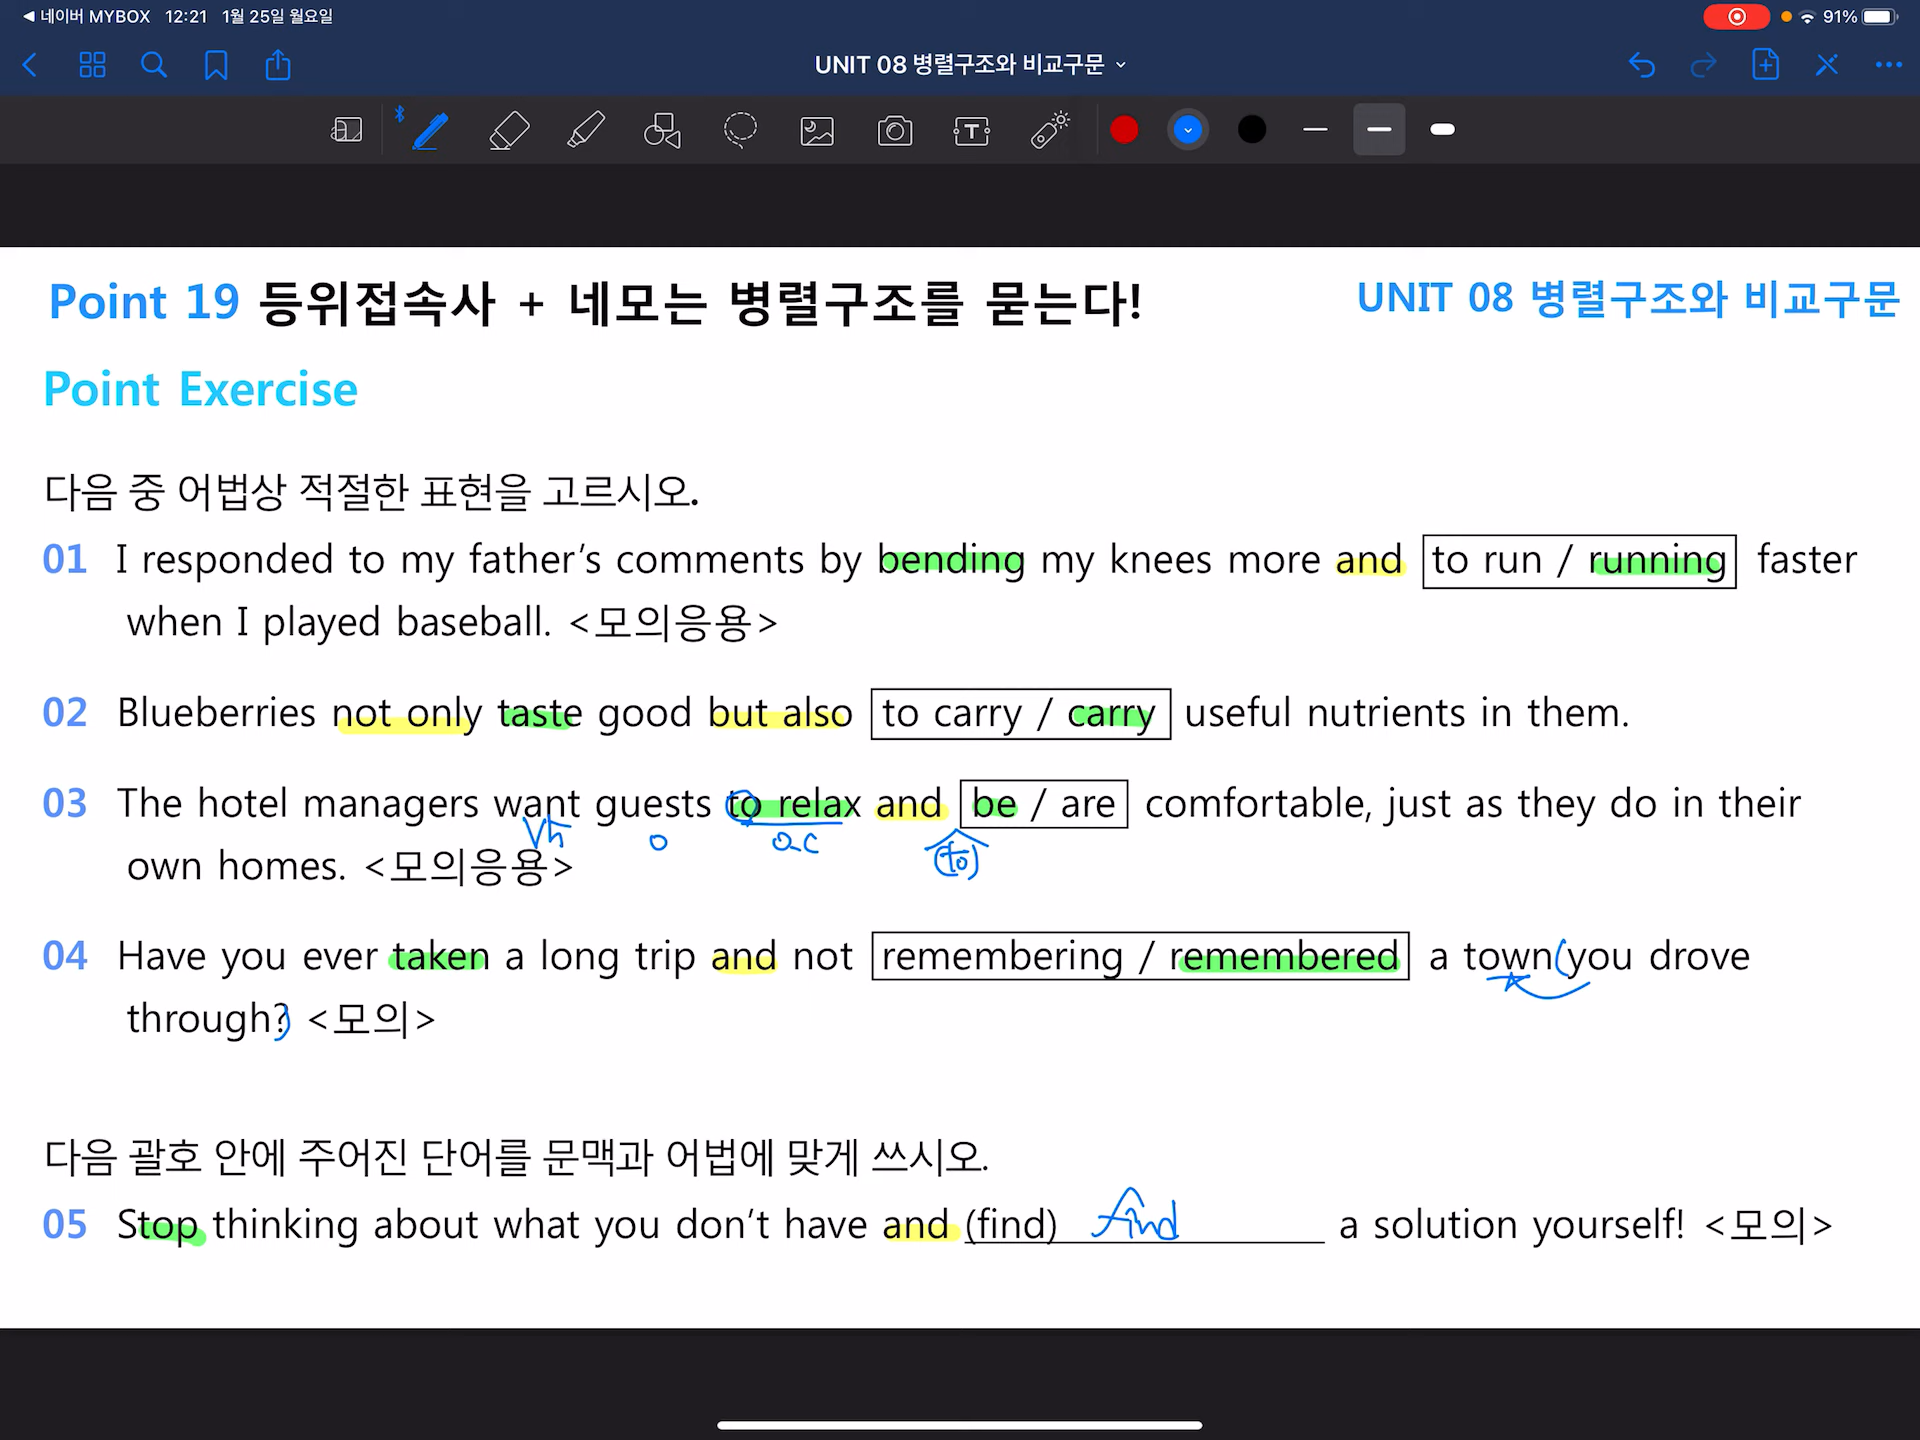 ◀ 네이버 MYBOX 12:21 1월 25일 월요일 91%
UNIT 08 병렬구조와 비교구문
Point 19 등위접속사 + 네모는 병렬구조를 묻는다! UNIT 08 병렬구조와 비교구문
Point Exercise
다음 중 어법상 적절한 표현을 고르시오.
01 I responded to my father’s comments by bending my knees more and to run / running faster
when I played baseball. <모의응용>
02 Blueberries not only taste good but also to carry / carry useful nutrients in them.
03 The hotel managers want guests to relax and be / are comfortable, just as they do in their
o o.c (to)
own homes. <모의응용>
04 Have you ever taken a long trip and not remembering / remembered a town (you drove
through?) <모의>
다음 괄호 안에 주어진 단어를 문맥과 어법에 맞게 쓰시오.
05 Stop thinking about what you don’t have and (find) find a solution yourself! <모의>